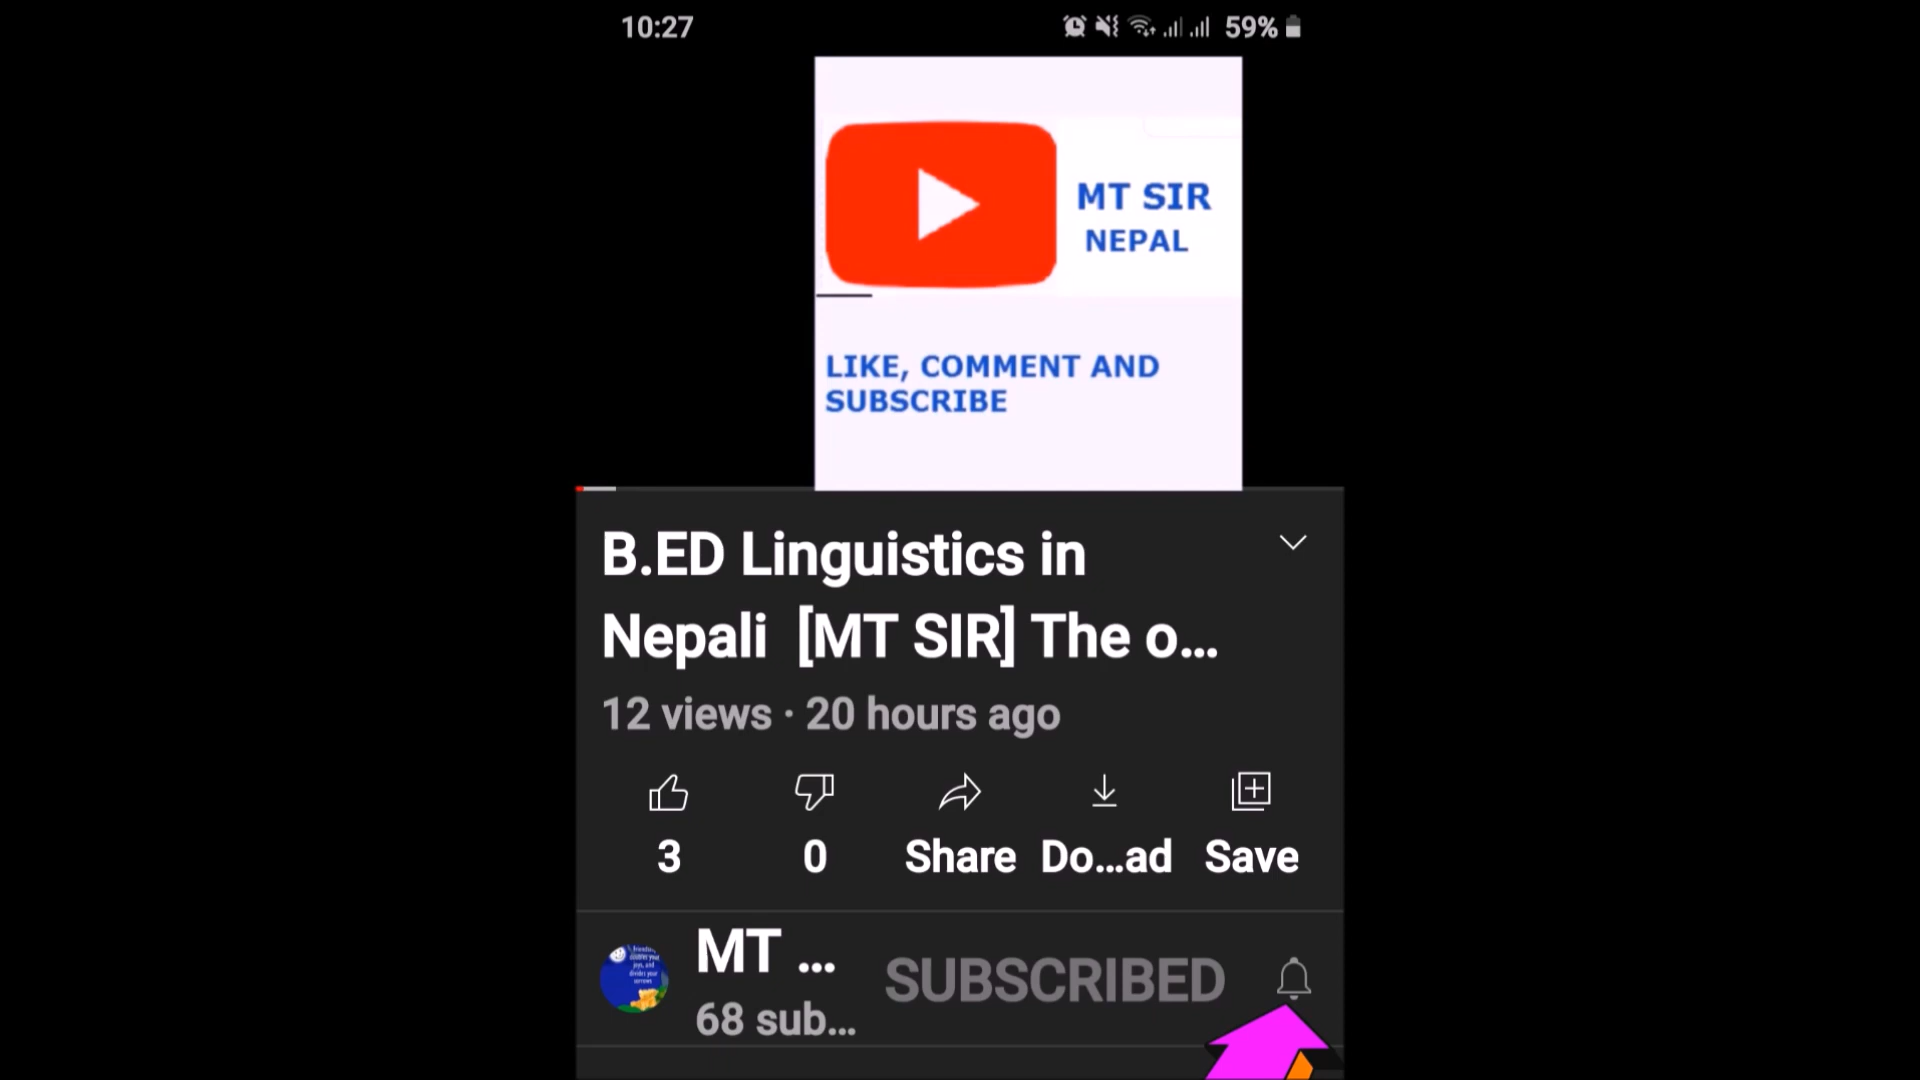 10:27
59%
MT SIR
NEPAL
LIKE, COMMENT AND
SUBSCRIBE
B.ED Linguistics in
Nepali [MT SIR] The o...
12 views · 20 hours ago
3
0
Share
Do...ad
Save
MT ...
SUBSCRIBED
68 sub...